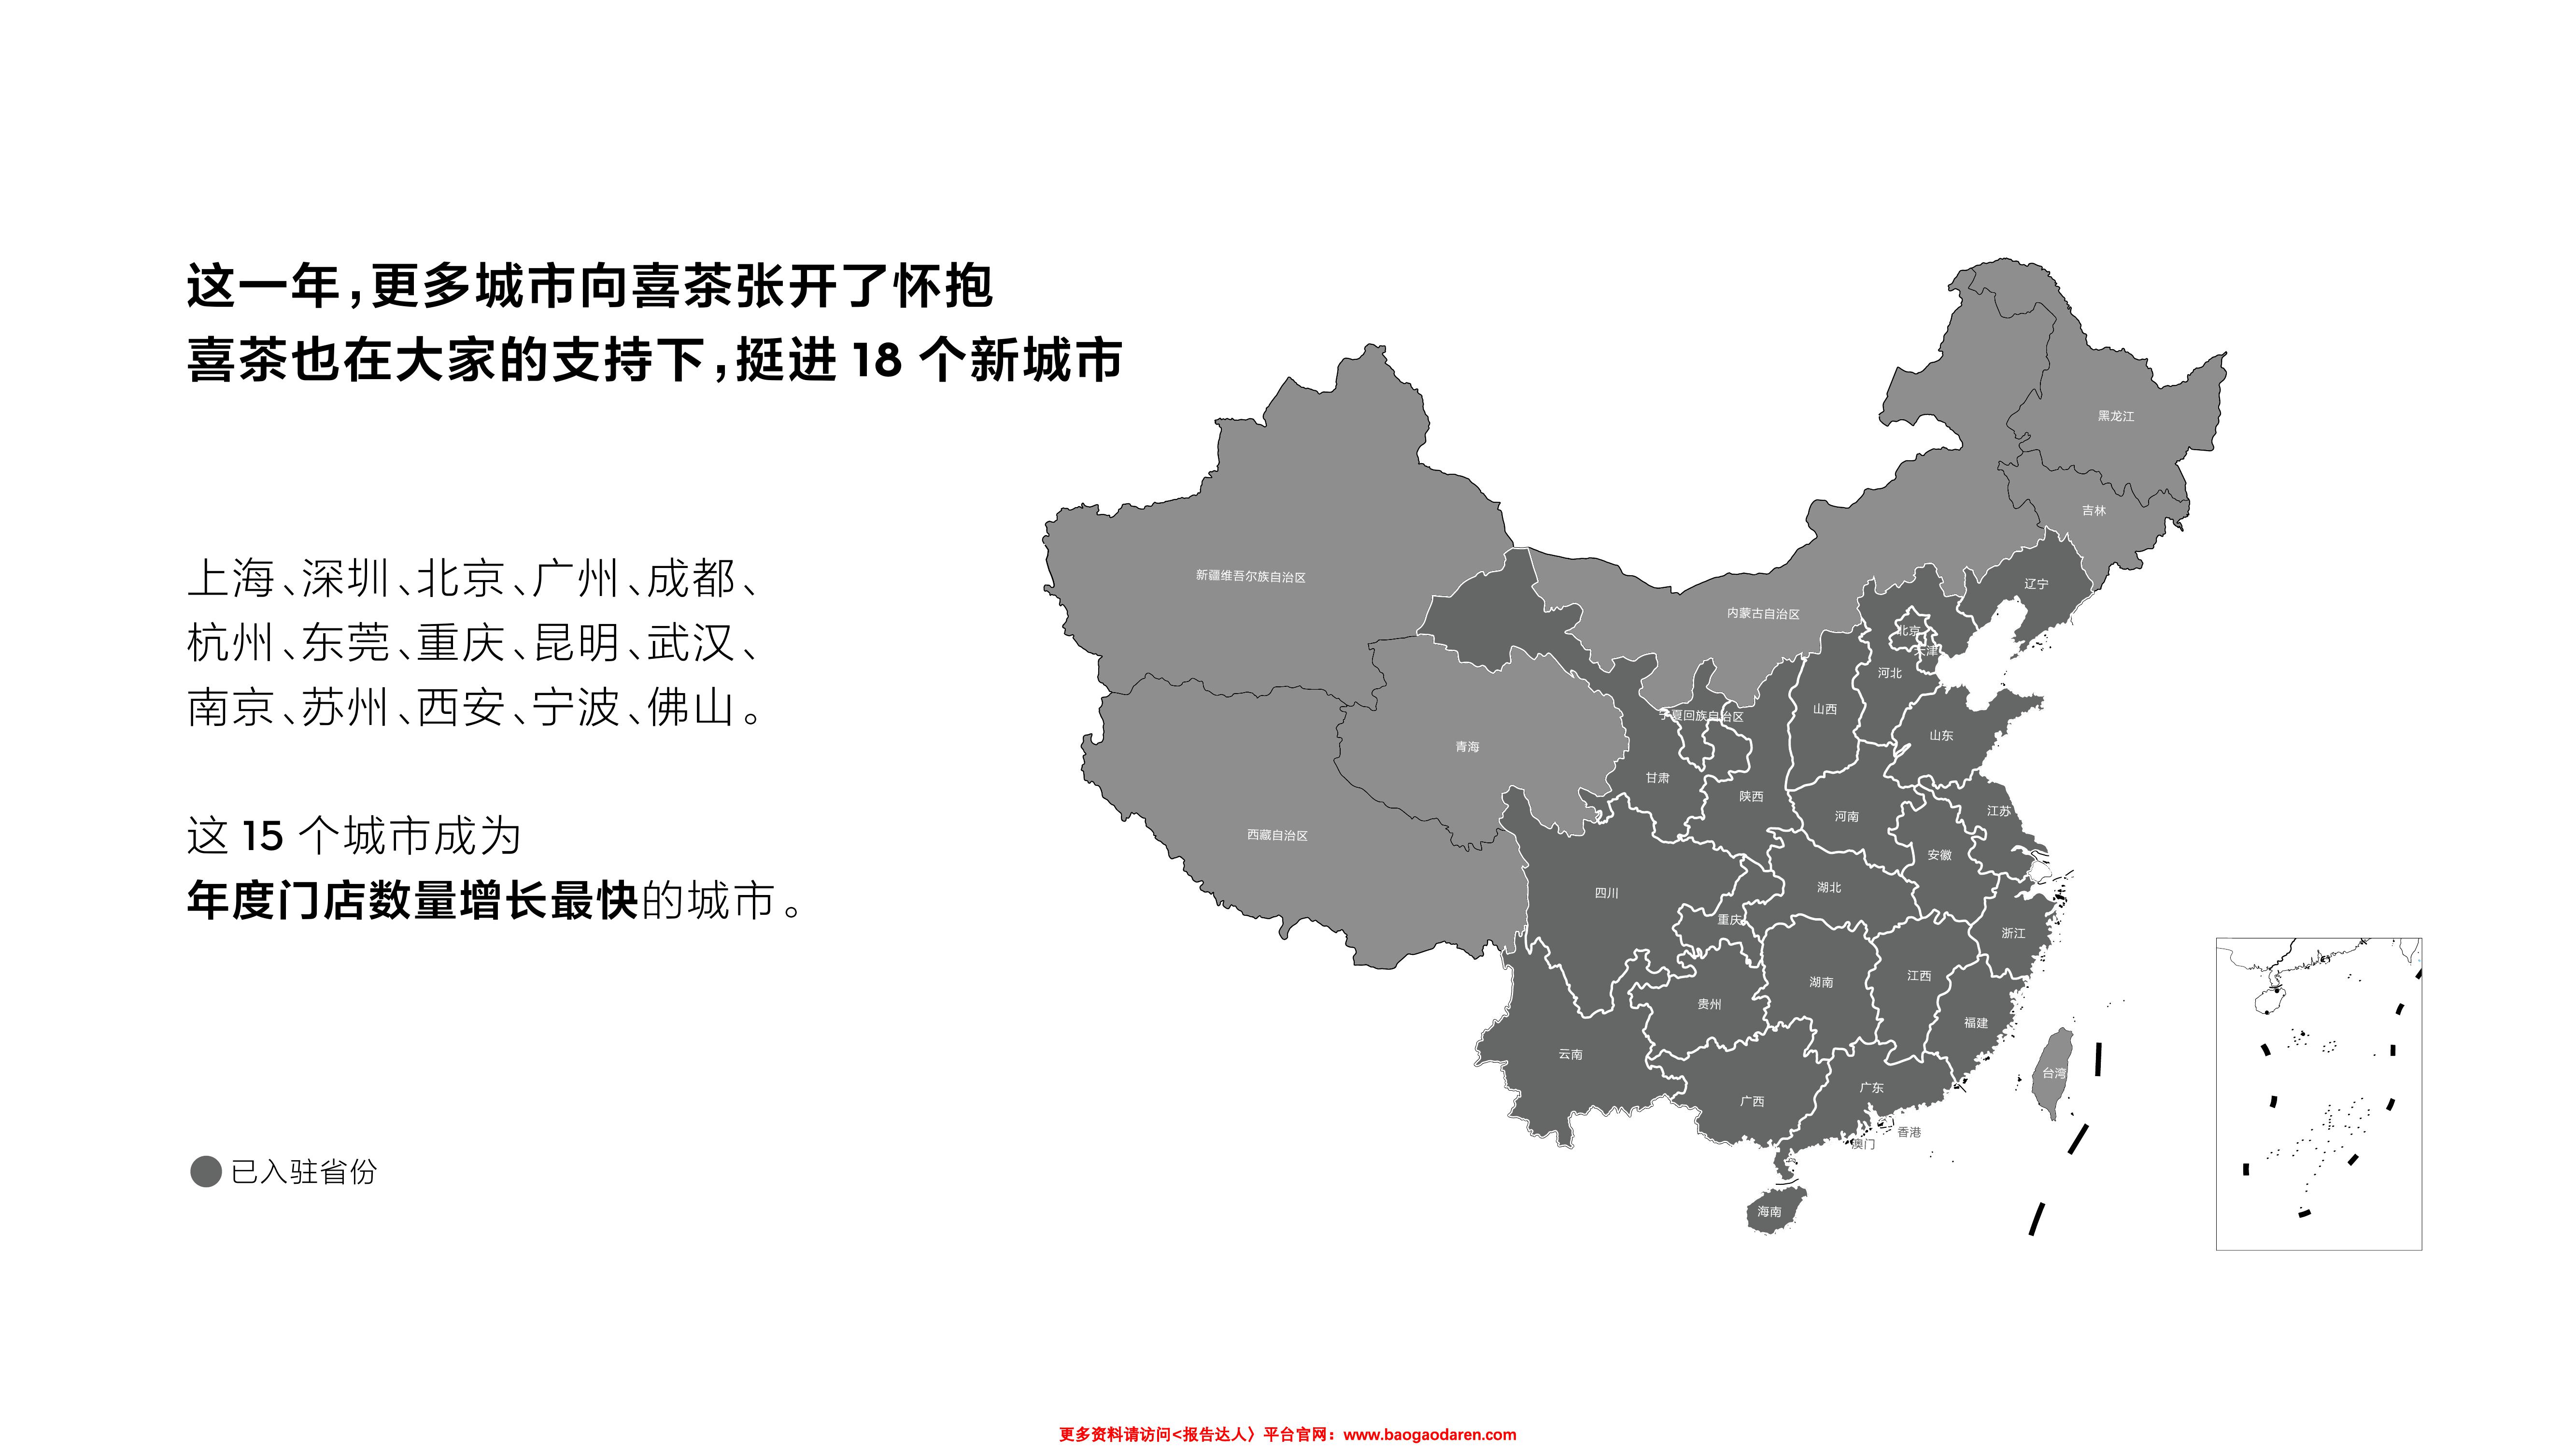 这一年,更多城市向喜茶张开了怀抱
喜茶也在大家的支持下,挺进 18 个新城市
上海、深圳、北京、广州、成都、
杭州、东莞、重庆、昆明、武汉、
南京、苏州、西安、宁波、佛山。
这 15 个城市成为
年度门店数量增长最快的城市。
已入驻省份
黑龙江
吉林
辽宁
新疆维吾尔族自治区
内蒙古自治区
北京
天津
河北
山西
宁夏回族自治区
山东
青海
甘肃
陕西
河南
江苏
西藏自治区
安徽
四川
湖北
重庆
浙江
湖南
江西
贵州
福建
云南
台湾
广西
广东
香港
澳门
海南
更多资料请访问<报告达人〉平台官网：www.baogaodaren.com